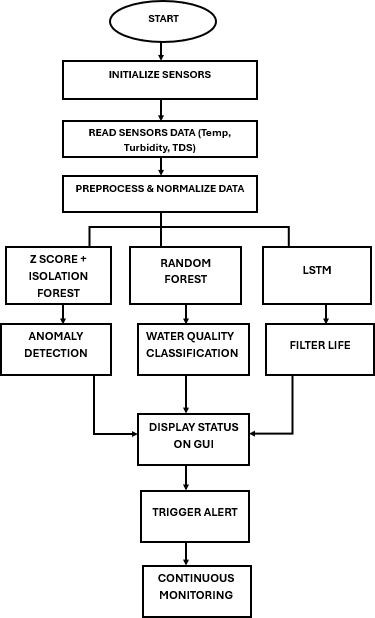 START
INITIALIZE SENSORS
READ SENSORS DATA (Temp,
Turbidity, TDS)
PREPROCESS & NORMALIZE DATA
Z SCORE +
ISOLATION
FOREST
RANDOM
FOREST
LSTM
ANOMALY
DETECTION
WATER QUALITY
CLASSIFICATION
FILTER LIFE
DISPLAY STATUS
ON GUI
TRIGGER ALERT
CONTINUOUS
MONITORING